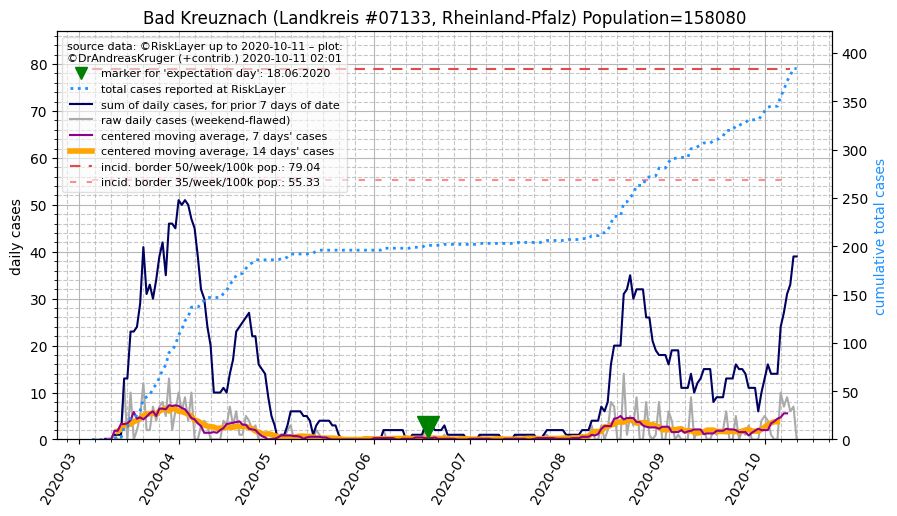 Bad Kreuznach (Landkreis #07133, Rheinland-Pfalz) Population=158080
source data: ©RiskLayer up to 2020-10-11 – plot:
©DrAndreasKruger (+contrib.) 2020-10-11 02:01
marker for 'expectation day': 18.06.2020
total cases reported at RiskLayer
sum of daily cases, for prior 7 days of date
raw daily cases (weekend-flawed)
centered moving average, 7 days' cases
centered moving average, 14 days' cases
incid. border 50/week/100k pop.: 79.04
incid. border 35/week/100k pop.: 55.33
daily cases
80
70
60
50
40
30
20
10
0
cumulative total cases
400
350
300
250
200
150
100
50
0
2020-03
2020-04
2020-05
2020-06
2020-07
2020-08
2020-09
2020-10